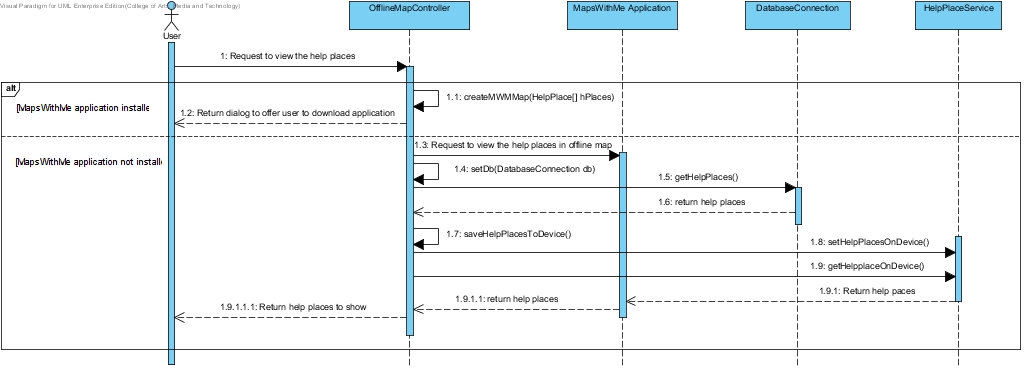 Visual Paradigm for UML Enterprise Edition(College of Arts, Media and Technology)
OfflineMapController
MapsWithMe Application
DatabaseConnection
HelpPlaceService
User
1: Request to view the help places
alt
[MapsWithMe application installe
1.1: createMWMMap(HelpPlace[] hPlaces)
1.2: Return dialog to offer user to download application
1.3: Request to view the help places in offline map
[MapsWithMe application not installe
1.4: setDb(DatabaseConnection db)
1.5: getHelpPlaces()
1.6: return help places
1.7: saveHelpPlacesToDevice()
1.8: setHelpPlacesOnDevice()
1.9: getHelpplaceOnDevice()
1.9.1: Return help paces
1.9.1.1: return help places
1.9.1.1.1: Return help places to show